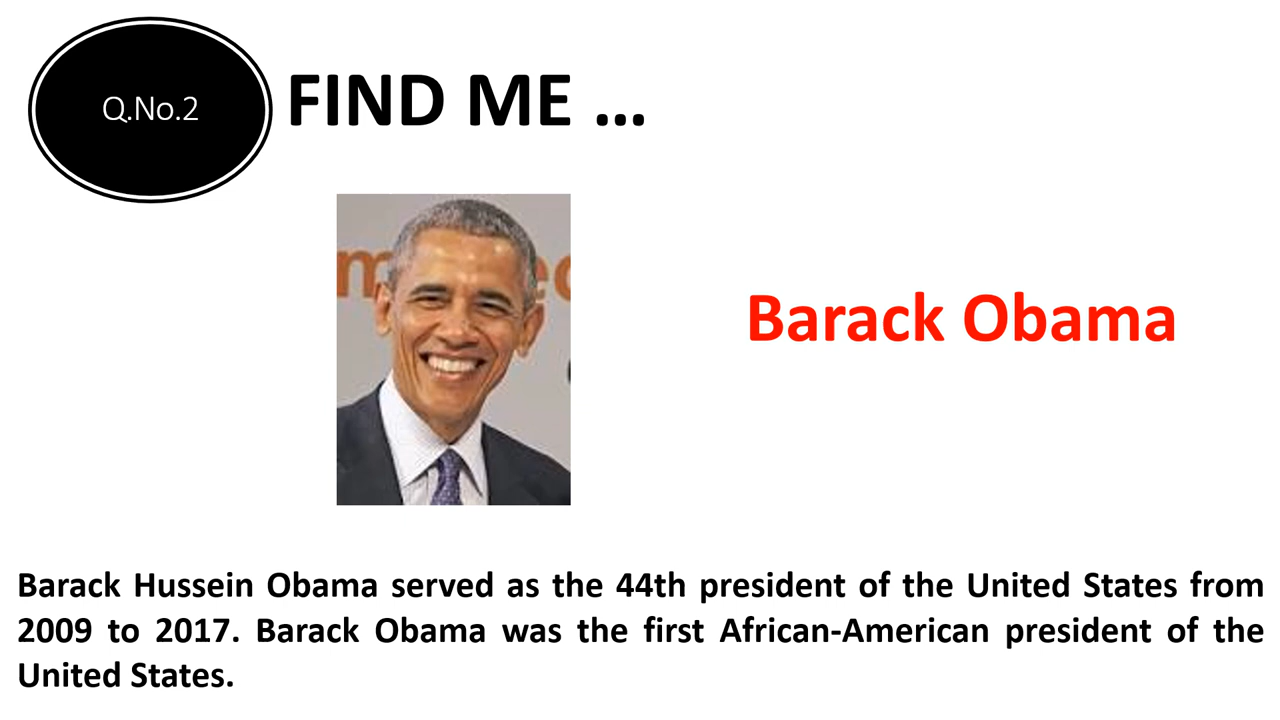 Q.No.2
FIND ME ...
Barack Obama
Barack Hussein Obama served as the 44th president of the United States from
2009 to 2017. Barack Obama was the first African-American president of the
United States.